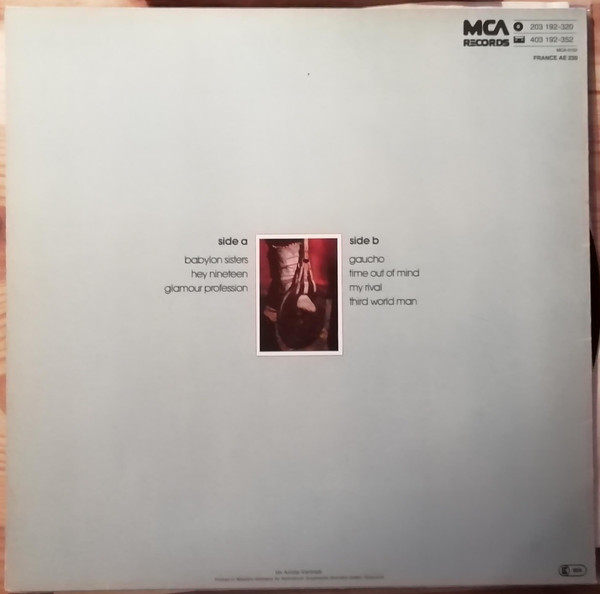 MCA
RECORDS
203 192-320
403 192-352
FRANCE AE 239
side a
babylon sisters
hey nineteen
glamour profession
side b
gaucho
time out of mind
my rival
third world man